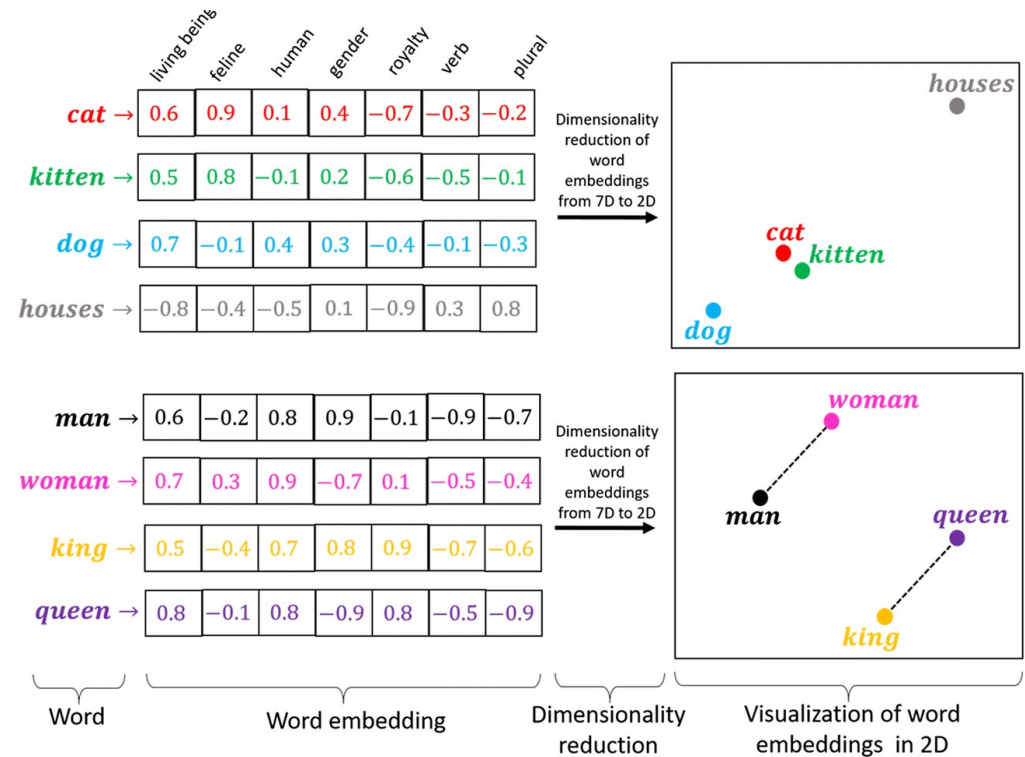 living being feline human gender royalty verb plural
cat → 0.6 0.9 0.1 0.4 −0.7 −0.3 −0.2
kitten → 0.5 0.8 −0.1 0.2 −0.6 −0.5 −0.1
dog → 0.7 −0.1 0.4 0.3 −0.4 −0.1 −0.3
houses → −0.8 −0.4 −0.5 0.1 −0.9 0.3 0.8
Dimensionality
reduction of
word
embeddings
from 7D to 2D
houses
cat
kitten
dog
man → 0.6 −0.2 0.8 0.9 −0.1 −0.9 −0.7
woman → 0.7 0.3 0.9 −0.7 0.1 −0.5 −0.4
king → 0.5 −0.4 0.7 0.8 0.9 −0.7 −0.6
queen → 0.8 −0.1 0.8 −0.9 0.8 −0.5 −0.9
Dimensionality
reduction of
word
embeddings
from 7D to 2D
woman
man
queen
king
Word
Word embedding
Dimensionality
reduction
Visualization of word
embeddings in 2D